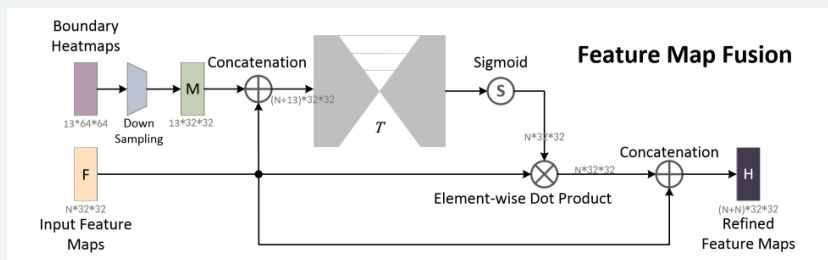 Boundary
Heatmaps
Feature Map Fusion
Concatenation
Sigmoid
M
S
(N+13)*32*32
13*64*64
Down
Sampling
13*32*32
T
N*32*32
Concatenation
F
N*32*32
H
Element-wise Dot Product
N*32*32
(N+N)*32*32
Input Feature
Maps
Refined
Feature Maps